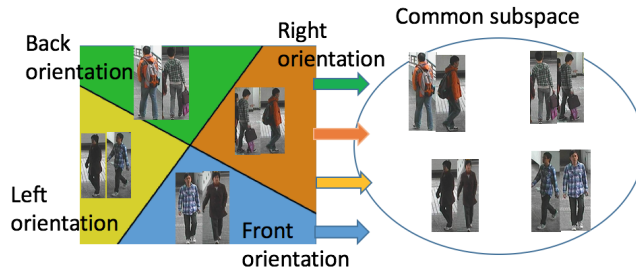 Common subspace
Right
orientation
Back
orientation
Left
orientation
Front
orientation